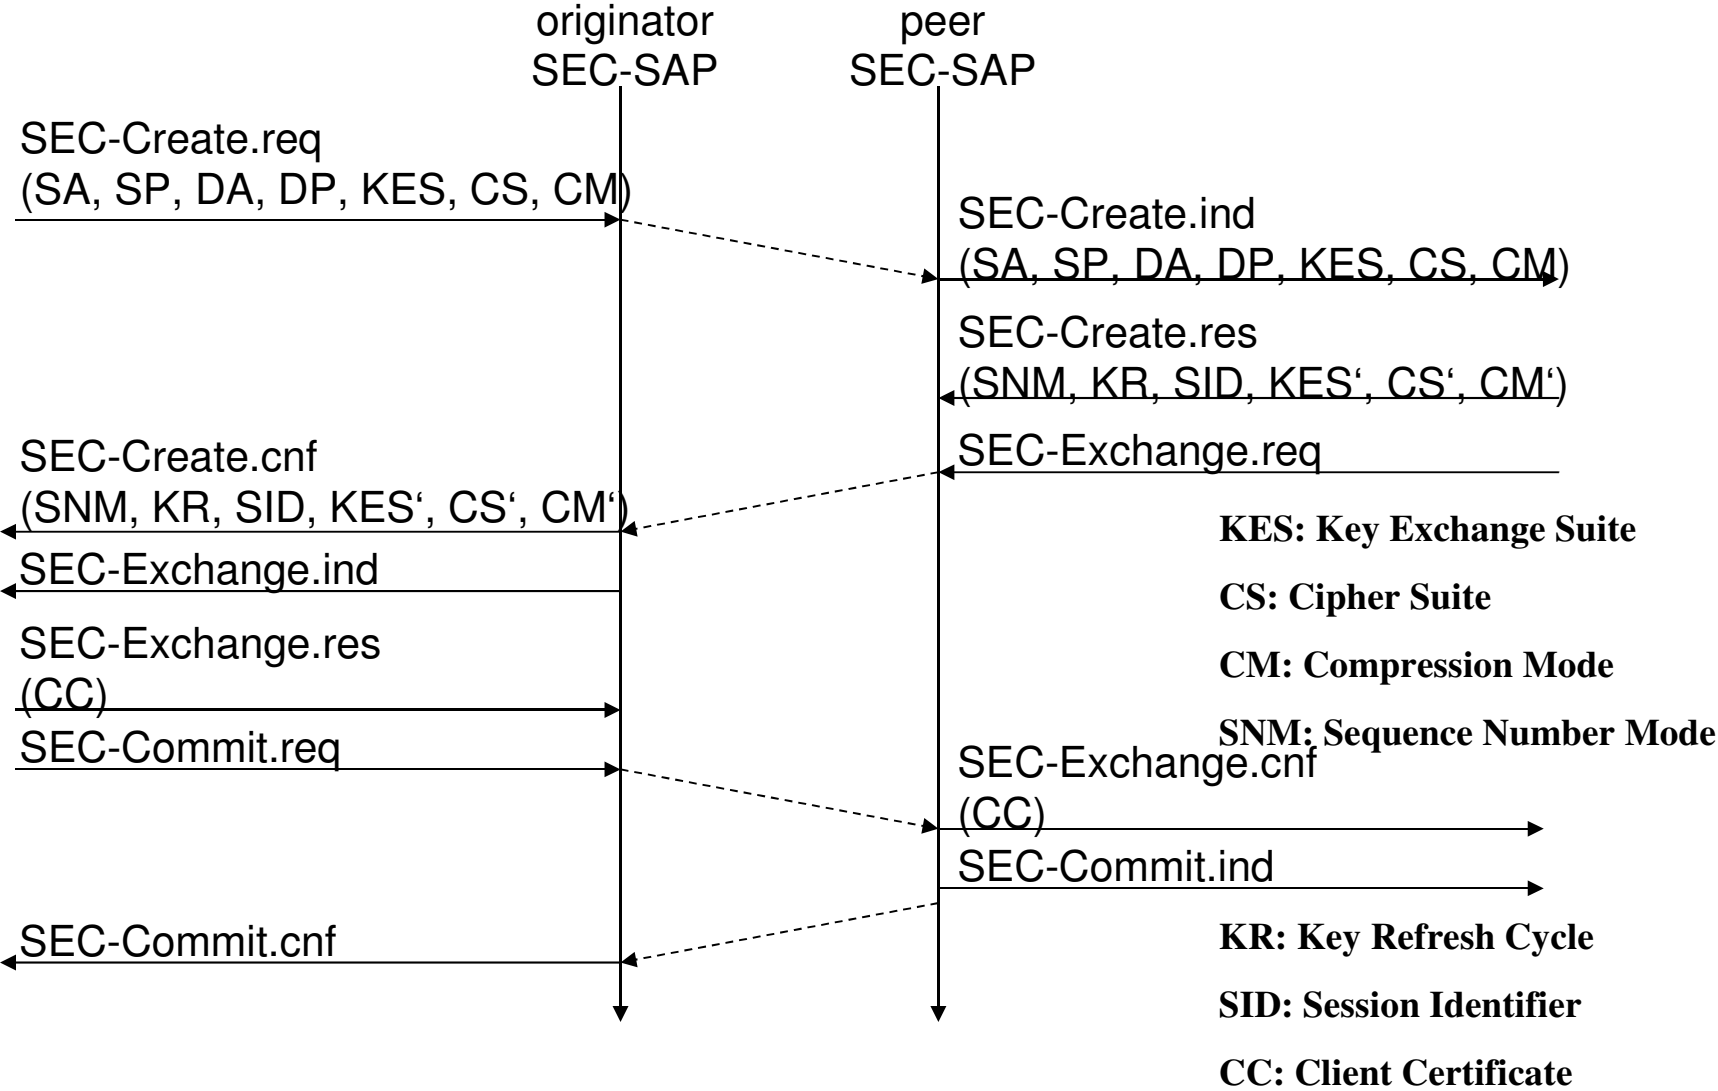 originator
SEC-SAP
peer
SEC-SAP
SEC-Create.req
(SA, SP, DA, DP, KES, CS, CM)
SEC-Create.ind
(SA, SP, DA, DP, KES, CS, CM)
SEC-Create.res
(SNM, KR, SID, KES‘, CS‘, CM‘)
SEC-Create.cnf
(SNM, KR, SID, KES‘, CS‘, CM‘)
SEC-Exchange.req
SEC-Exchange.ind
SEC-Exchange.res
(CC)
SEC-Commit.req
SEC-Exchange.cnf
(CC)
SEC-Commit.ind
SEC-Commit.cnf
KES: Key Exchange Suite
CS: Cipher Suite
CM: Compression Mode
SNM: Sequence Number Mode
KR: Key Refresh Cycle
SID: Session Identifier
CC: Client Certificate